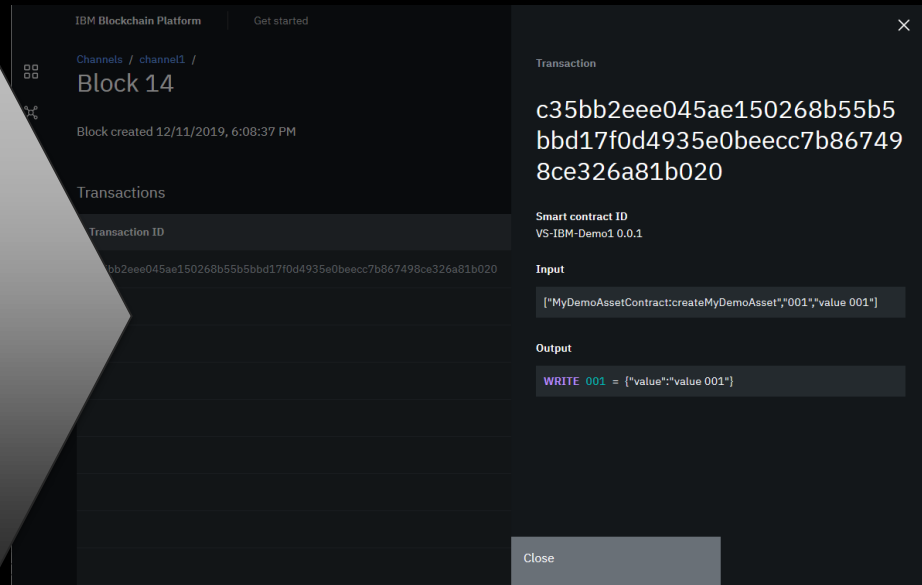 IBM Blockchain Platform
Get started
Channels / channel1 /
Block 14
Block created 12/11/2019, 6:08:37 PM
Transactions
Transaction ID
bb2eee045ae150268b55b5bbd17f0d4935e0beecc7b867498ce326a81b020
Transaction
c35bb2eee045ae150268b55b5
bbd17f0d4935e0beecc7b86749
8ce326a81b020
Smart contract ID
VS-IBM-Demo1 0.0.1
Input
["MyDemoAssetContract:createMyDemoAsset","001","value 001"]
Output
WRITE 001 = {"value":"value 001"}
Close